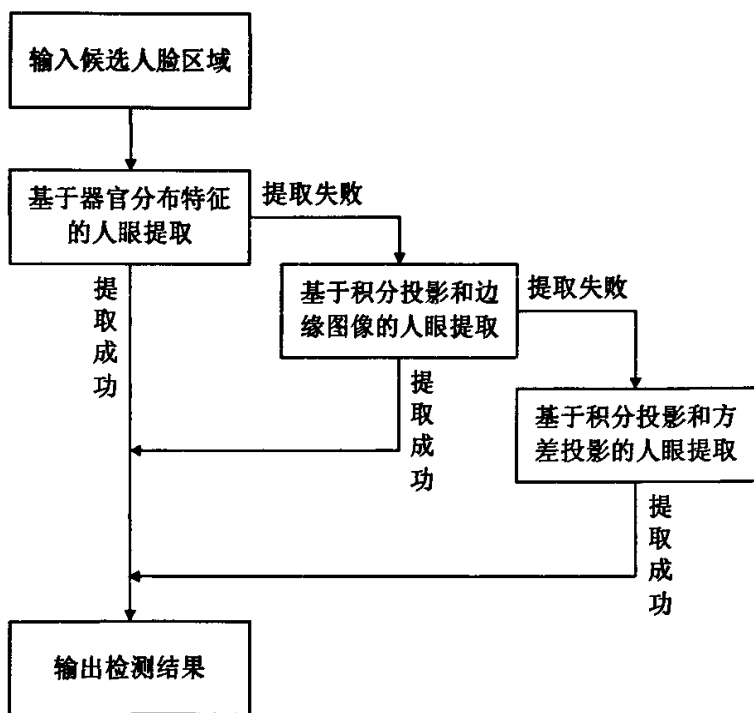 输入候选人脸区域
基于器官分布特征
的人眼提取
提取失败
提取成功
基于积分投影和边
缘图像的人眼提取
提取失败
提取成功
基于积分投影和方
差投影的人眼提取
提取成功
输出检测结果